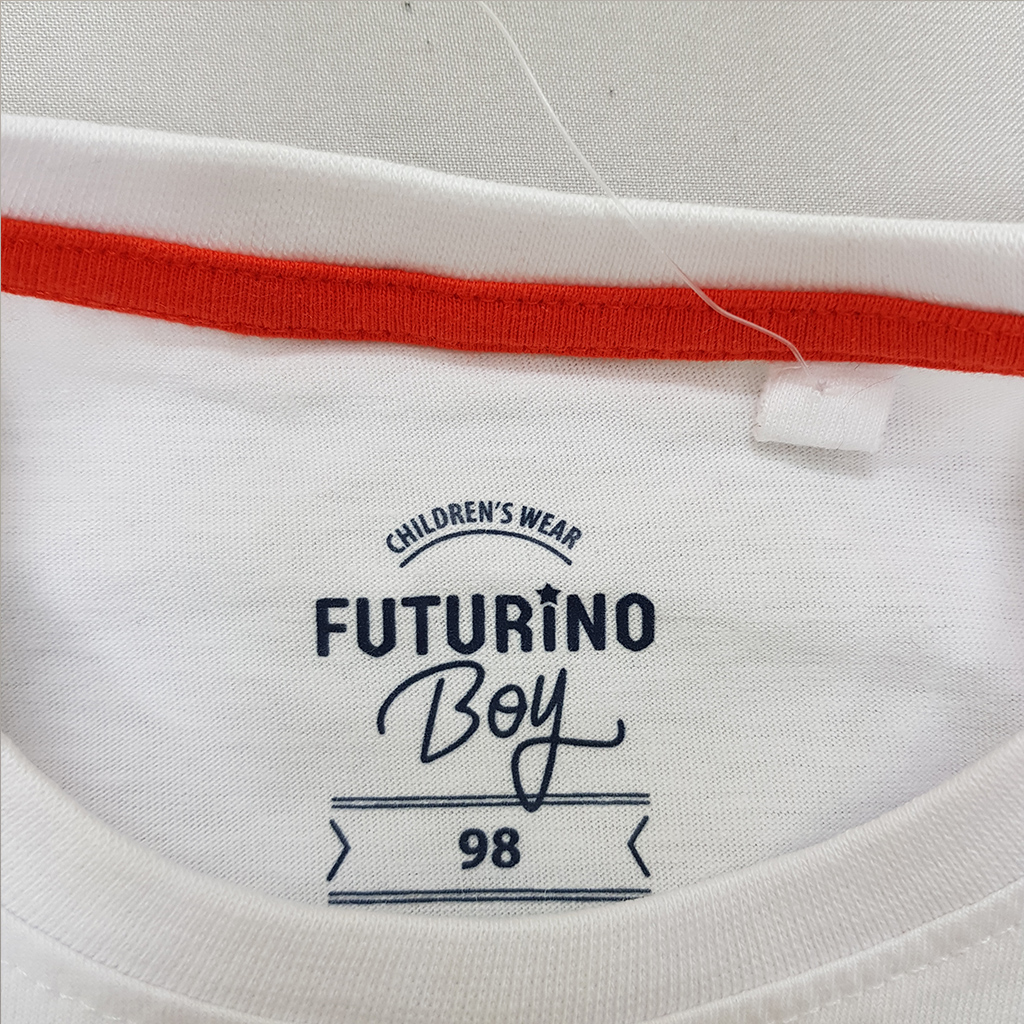 CHILDREN'S WEAR
FUTURINO
Boy
98